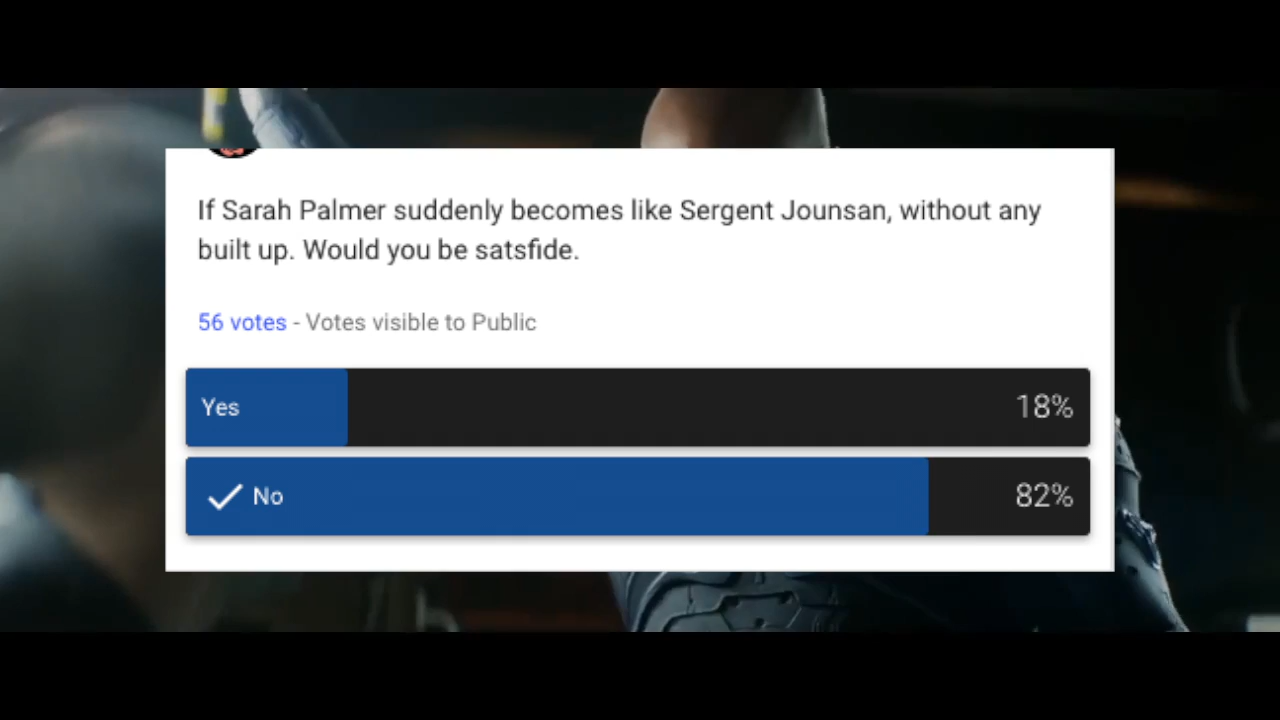 If Sarah Palmer suddenly becomes like Sergent Jounsan, without any
built up. Would you be satsfide.
56 votes - Votes visible to Public
Yes 18%
No 82%